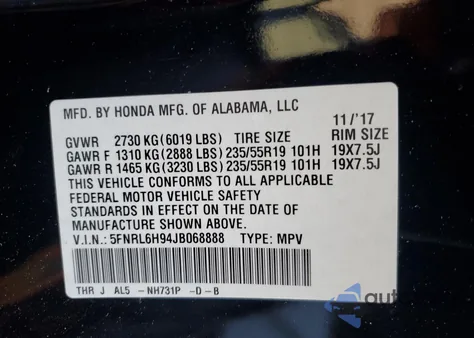 MFD. BY HONDA MFG. OF ALABAMA, LLC
11/'17
GVWR 2730 KG(6019 LBS) TIRE SIZE RIM SIZE
GAWR F 1310 KG (2888 LBS) 235/55R19 101H 19X7.5J
GAWR R 1465 KG (3230 LBS) 235/55R19 101H 19X7.5J
THIS VEHICLE CONFORMS TO ALL APPLICABLE
FEDERAL MOTOR VEHICLE SAFETY
STANDARDS IN EFFECT ON THE DATE OF
MANUFACTURE SHOWN ABOVE.
V.I.N.: 5FNRL6H94JB068888 TYPE: MPV
THR J AL5 -NH731P -D-B